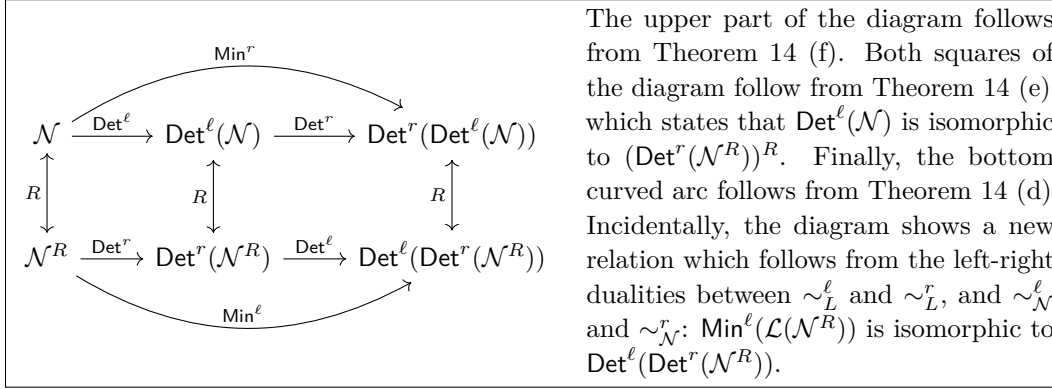 Min^r
𝒩 Det^ℓ Det^ℓ(𝒩) Det^r Det^r(Det^ℓ(𝒩))
R R R
𝒩^R Det^r Det^r(𝒩^R) Det^ℓ Det^ℓ(Det^r(𝒩^R))
Min^ℓ
The upper part of the diagram follows
from Theorem 14 (f). Both squares of
the diagram follow from Theorem 14 (e)
which states that Det^ℓ(𝒩) is isomorphic
to (Det^r(𝒩^R))^R. Finally, the bottom
curved arc follows from Theorem 14 (d)
Incidentally, the diagram shows a new
relation which follows from the left-right
dualities between ∼^ℓ_L and ∼^r_L, and ∼^ℓ_𝒩
and ∼^r_𝒩: Min^ℓ(ℒ(𝒩^R)) is isomorphic to
Det^ℓ(Det^r(𝒩^R)).